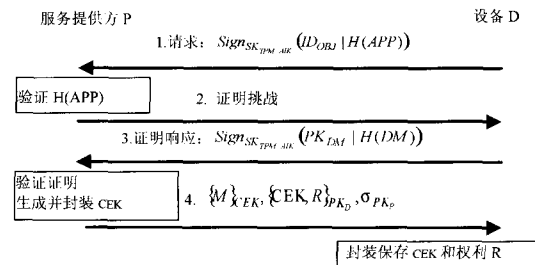 服务提供方 P 设备 D
1.请求： Sign_{SK_{TPM_AIK}}(ID_{OBJ} | H(APP))
验证 H(APP)
2. 证明挑战
3.证明响应： Sign_{SK_{TPM_AIK}}(PK_{DM} | H(DM))
验证证明
生成并封装 CEK
4. {M}_{CEK}, {CEK, R}_{PK_D}, σ_{PK_P}
封装保存 CEK 和权利 R